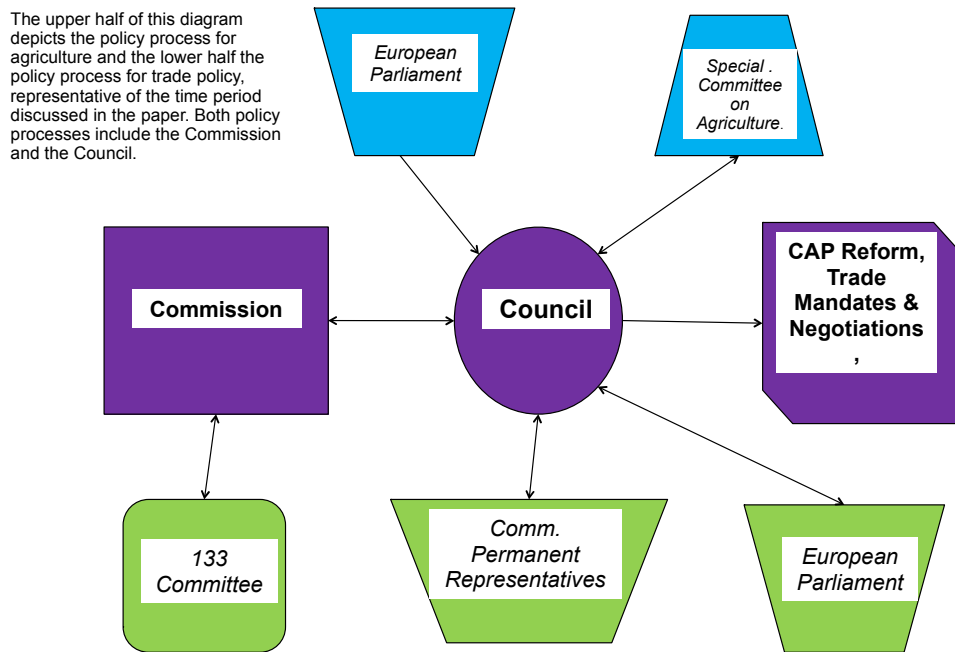 The upper half of this diagram
depicts the policy process for
agriculture and the lower half the
policy process for trade policy,
representative of the time period
discussed in the paper. Both policy
processes include the Commission
and the Council.
European
Parliament
Special .
Committee
on
Agriculture.
Commission
Council
CAP Reform,
Trade
Mandates &
Negotiations
,
133
Committee
Comm.
Permanent
Representatives
European
Parliament